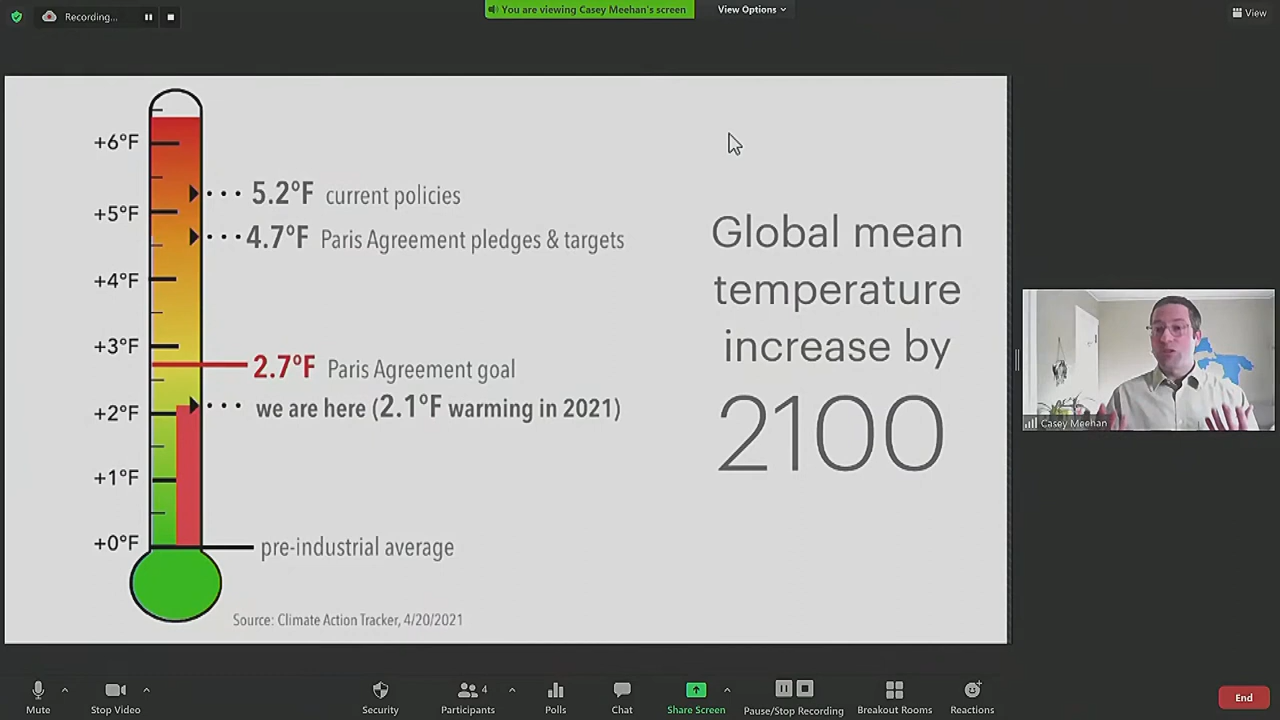 Recording...
You are viewing Casey Meehan's screen
View Options
View
+6°F
5.2°F current policies
+5°F
4.7°F Paris Agreement pledges & targets
+4°F
+3°F
2.7°F Paris Agreement goal
+2°F
we are here (2.1°F warming in 2021)
+1°F
+0°F
pre-industrial average
Source: Climate Action Tracker, 4/20/2021
Global mean
temperature
increase by
2100
Casey Meehan
Mute
Stop Video
Security
4
Participants
Polls
Chat
Share Screen
Pause/Stop Recording
Breakout Rooms
Reactions
End